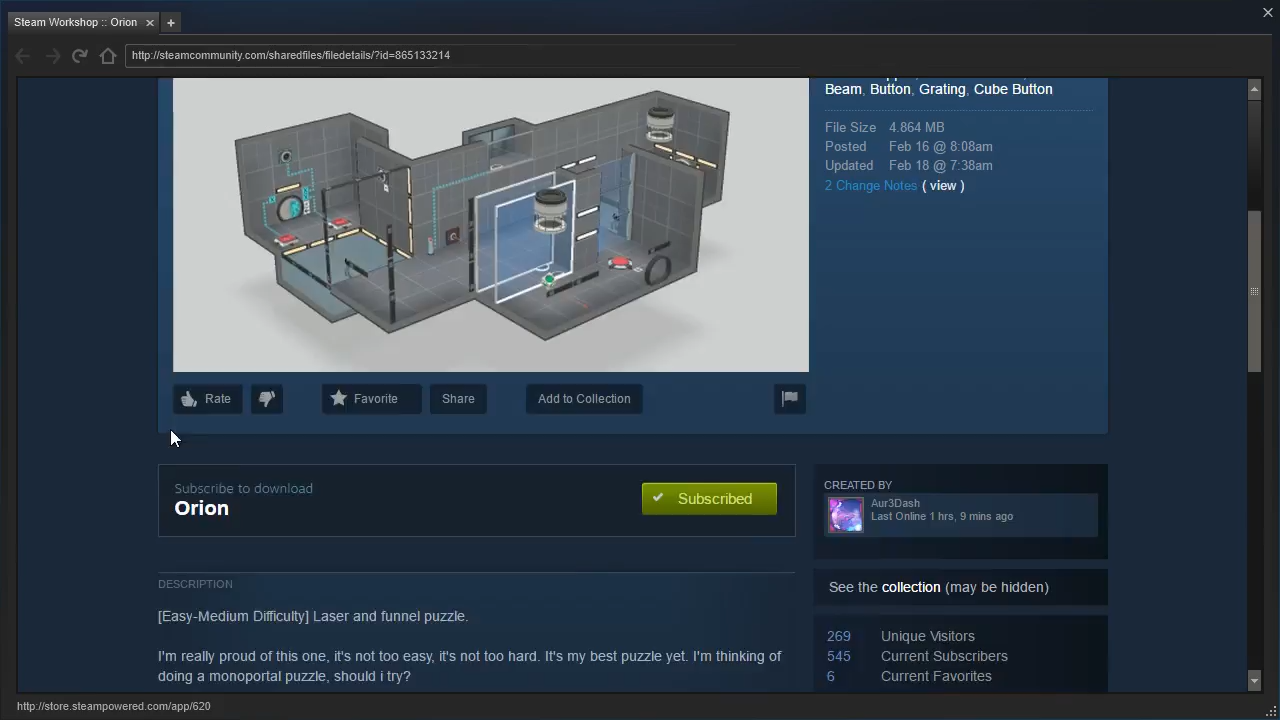 Steam Workshop :: Orion
http://steamcommunity.com/sharedfiles/filedetails/?id=865133214
Beam, Button, Grating, Cube Button
File Size 4.864 MB
Posted Feb 16 @ 8:08am
Updated Feb 18 @ 7:38am
2 Change Notes ( view )
Rate
Favorite
Share
Add to Collection
Subscribe to download
Orion
Subscribed
CREATED BY
Aur3Dash
Last Online 1 hrs, 9 mins ago
DESCRIPTION
[Easy-Medium Difficulty] Laser and funnel puzzle.
I'm really proud of this one, it's not too easy, it's not too hard. It's my best puzzle yet. I'm thinking of
doing a monoportal puzzle, should i try?
See the collection (may be hidden)
269 Unique Visitors
545 Current Subscribers
6 Current Favorites
http://store.steampowered.com/app/620